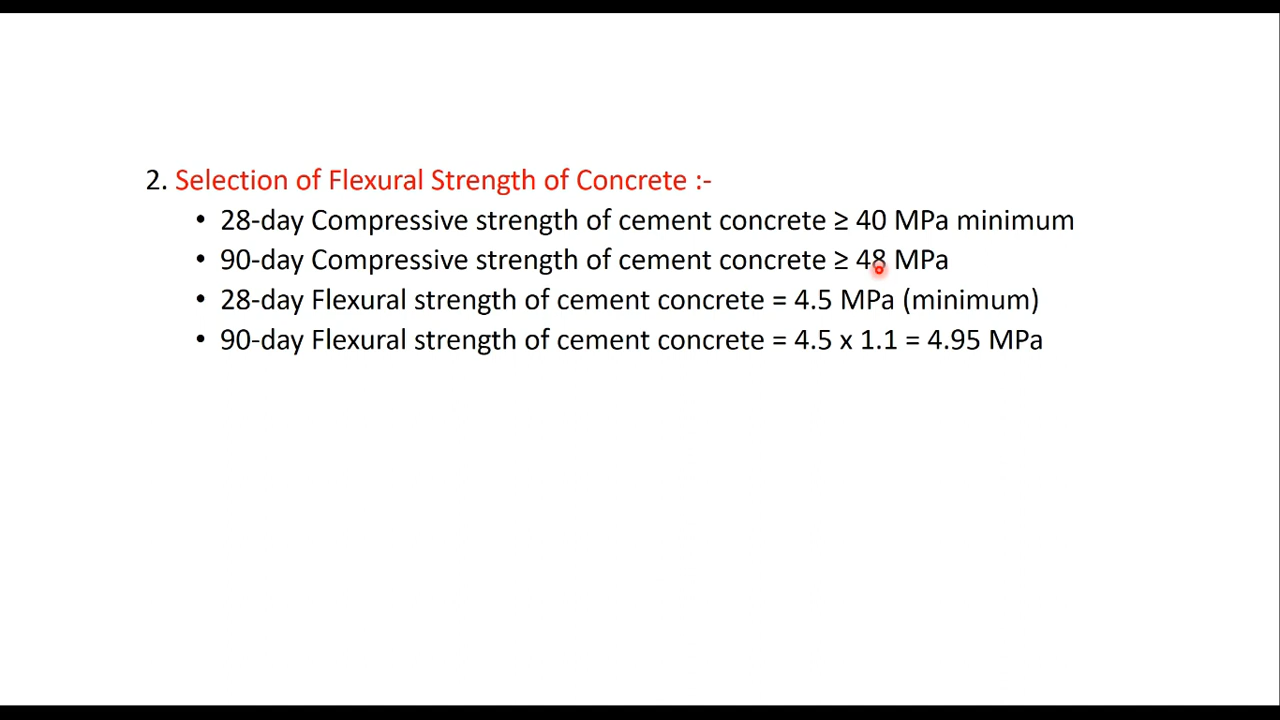 2. Selection of Flexural Strength of Concrete :-
• 28-day Compressive strength of cement concrete ≥ 40 MPa minimum
• 90-day Compressive strength of cement concrete ≥ 48 MPa
• 28-day Flexural strength of cement concrete = 4.5 MPa (minimum)
• 90-day Flexural strength of cement concrete = 4.5 x 1.1 = 4.95 MPa